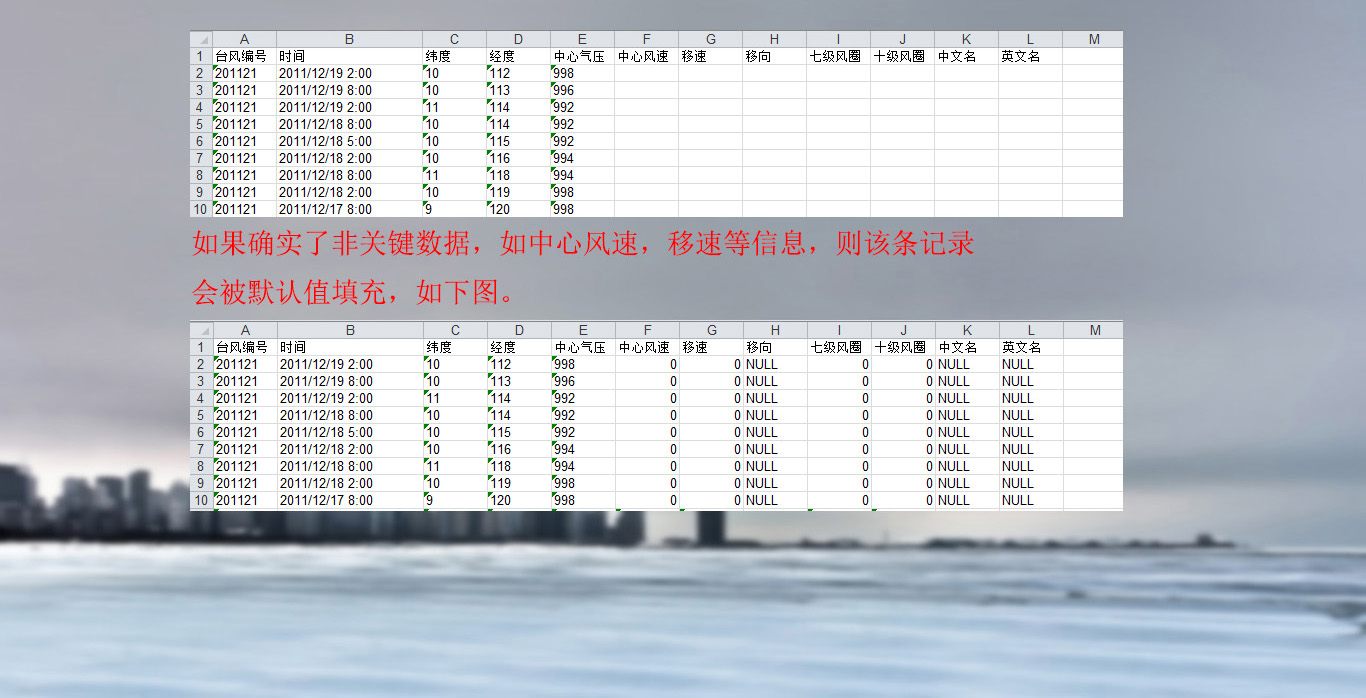 A B C D E F G H I J K L M
1 台风编号 时间 纬度 经度 中心气压 中心风速 移速 移向 七级风圈 十级风圈 中文名 英文名
2 201121 2011/12/19 2:00 10 112 998
3 201121 2011/12/19 8:00 10 113 996
4 201121 2011/12/19 2:00 11 114 992
5 201121 2011/12/18 8:00 10 114 992
6 201121 2011/12/18 5:00 10 115 992
7 201121 2011/12/18 2:00 10 116 994
8 201121 2011/12/18 8:00 11 118 994
9 201121 2011/12/18 2:00 10 119 998
10 201121 2011/12/17 8:00 9 120 998
如果确实了非关键数据，如中心风速，移速等信息，则该条记录
会被默认值填充，如下图。
A B C D E F G H I J K L M
1 台风编号 时间 纬度 经度 中心气压 中心风速 移速 移向 七级风圈 十级风圈 中文名 英文名
2 201121 2011/12/19 2:00 10 112 998 0 0 NULL 0 0 NULL NULL
3 201121 2011/12/19 8:00 10 113 996 0 0 NULL 0 0 NULL NULL
4 201121 2011/12/19 2:00 11 114 992 0 0 NULL 0 0 NULL NULL
5 201121 2011/12/18 8:00 10 114 992 0 0 NULL 0 0 NULL NULL
6 201121 2011/12/18 5:00 10 115 992 0 0 NULL 0 0 NULL NULL
7 201121 2011/12/18 2:00 10 116 994 0 0 NULL 0 0 NULL NULL
8 201121 2011/12/18 8:00 11 118 994 0 0 NULL 0 0 NULL NULL
9 201121 2011/12/18 2:00 10 119 998 0 0 NULL 0 0 NULL NULL
10 201121 2011/12/17 8:00 9 120 998 0 0 NULL 0 0 NULL NULL